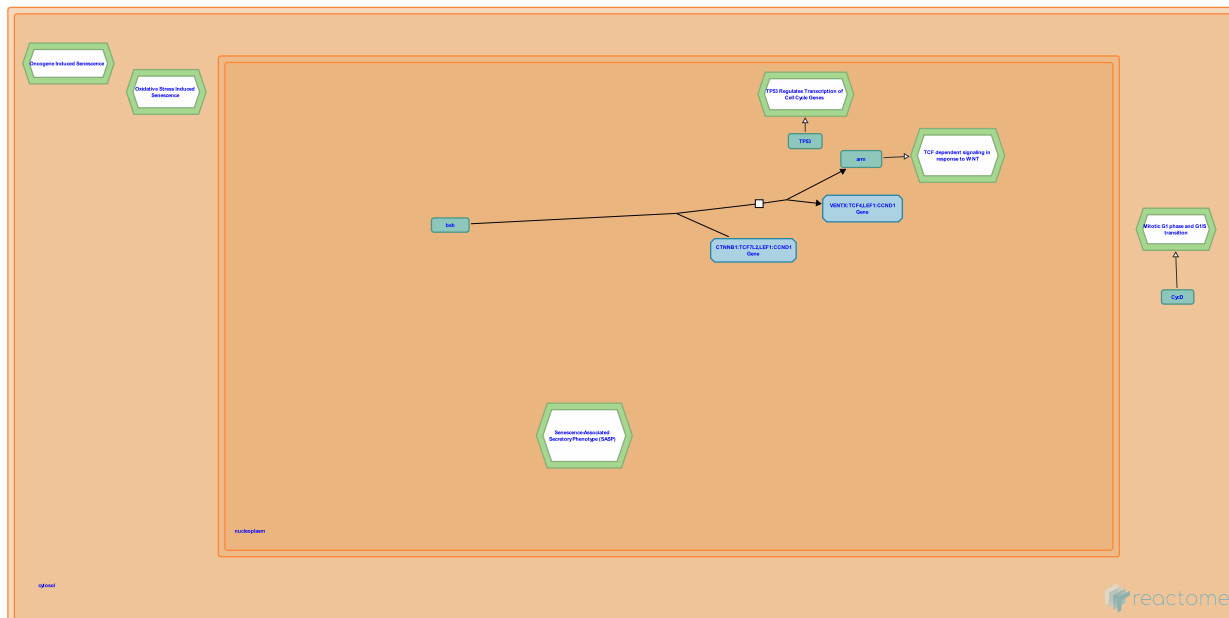 Oncogene Induced Senescence
Oxidative Stress Induced
Senescence
TP53 Regulates Transcription of
Cell Cycle Genes
TP53
arm
TCF dependent signaling in
response to WNT
VENTX:TCF4,LEF1:CCND1
Gene
bsh
CTNNB1:TCF7L2,LEF1:CCND1
Gene
Mitotic G1 phase and G1/S
transition
CycD
Senescence-Associated
Secretory Phenotype (SASP)
nucleoplasm
cytosol
reactome